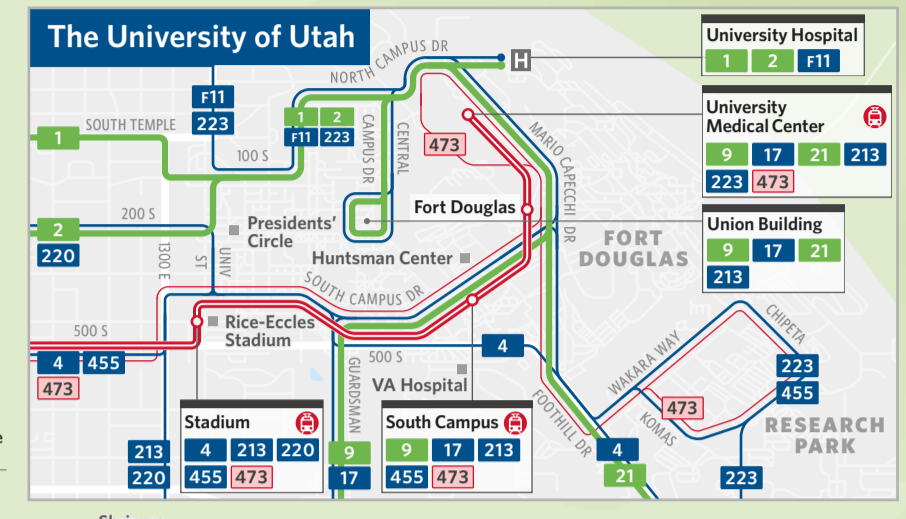 The University of Utah
NORTH CAMPUS DR
H
University Hospital
1 2 F11
F11
223
1 2
F11 223
1
SOUTH TEMPLE
100 S
CAMPUS DR
CENTRAL
473
MARIO CAPECCHI DR
University
Medical Center
9 17 21 213
223 473
200 S
2
220
Presidents'
Circle
Fort Douglas
Union Building
9 17 21
213
FORT
DOUGLAS
1300 E
UNIV
ST
Huntsman Center
SOUTH CAMPUS DR
500 S
Rice-Eccles
Stadium
4 455
473
500 S
4
GUARDSMAN
VA Hospital
WAKARA WAY
CHIPETA
223
455
473
KOMAS
FOOTHILL DR
RESEARCH
PARK
Stadium
4 213 220
455 473
South Campus
9 17 213
455 473
213
220
9
17
4
21
223
e